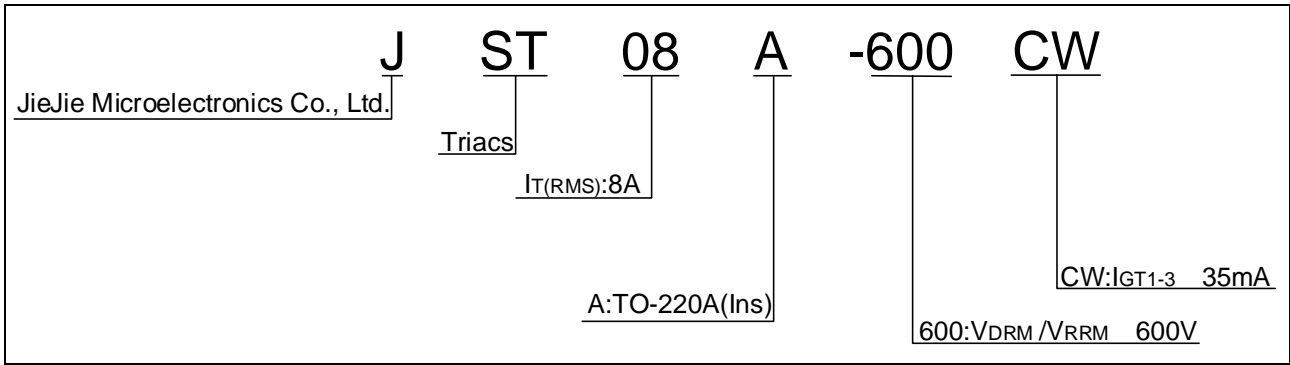 J ST 08 A -600 CW
JieJie Microelectronics Co., Ltd.
Triacs
IT(RMS):8A
CW:IGT1-3 35mA
A:TO-220A(Ins)
600:VDRM /VRRM 600V